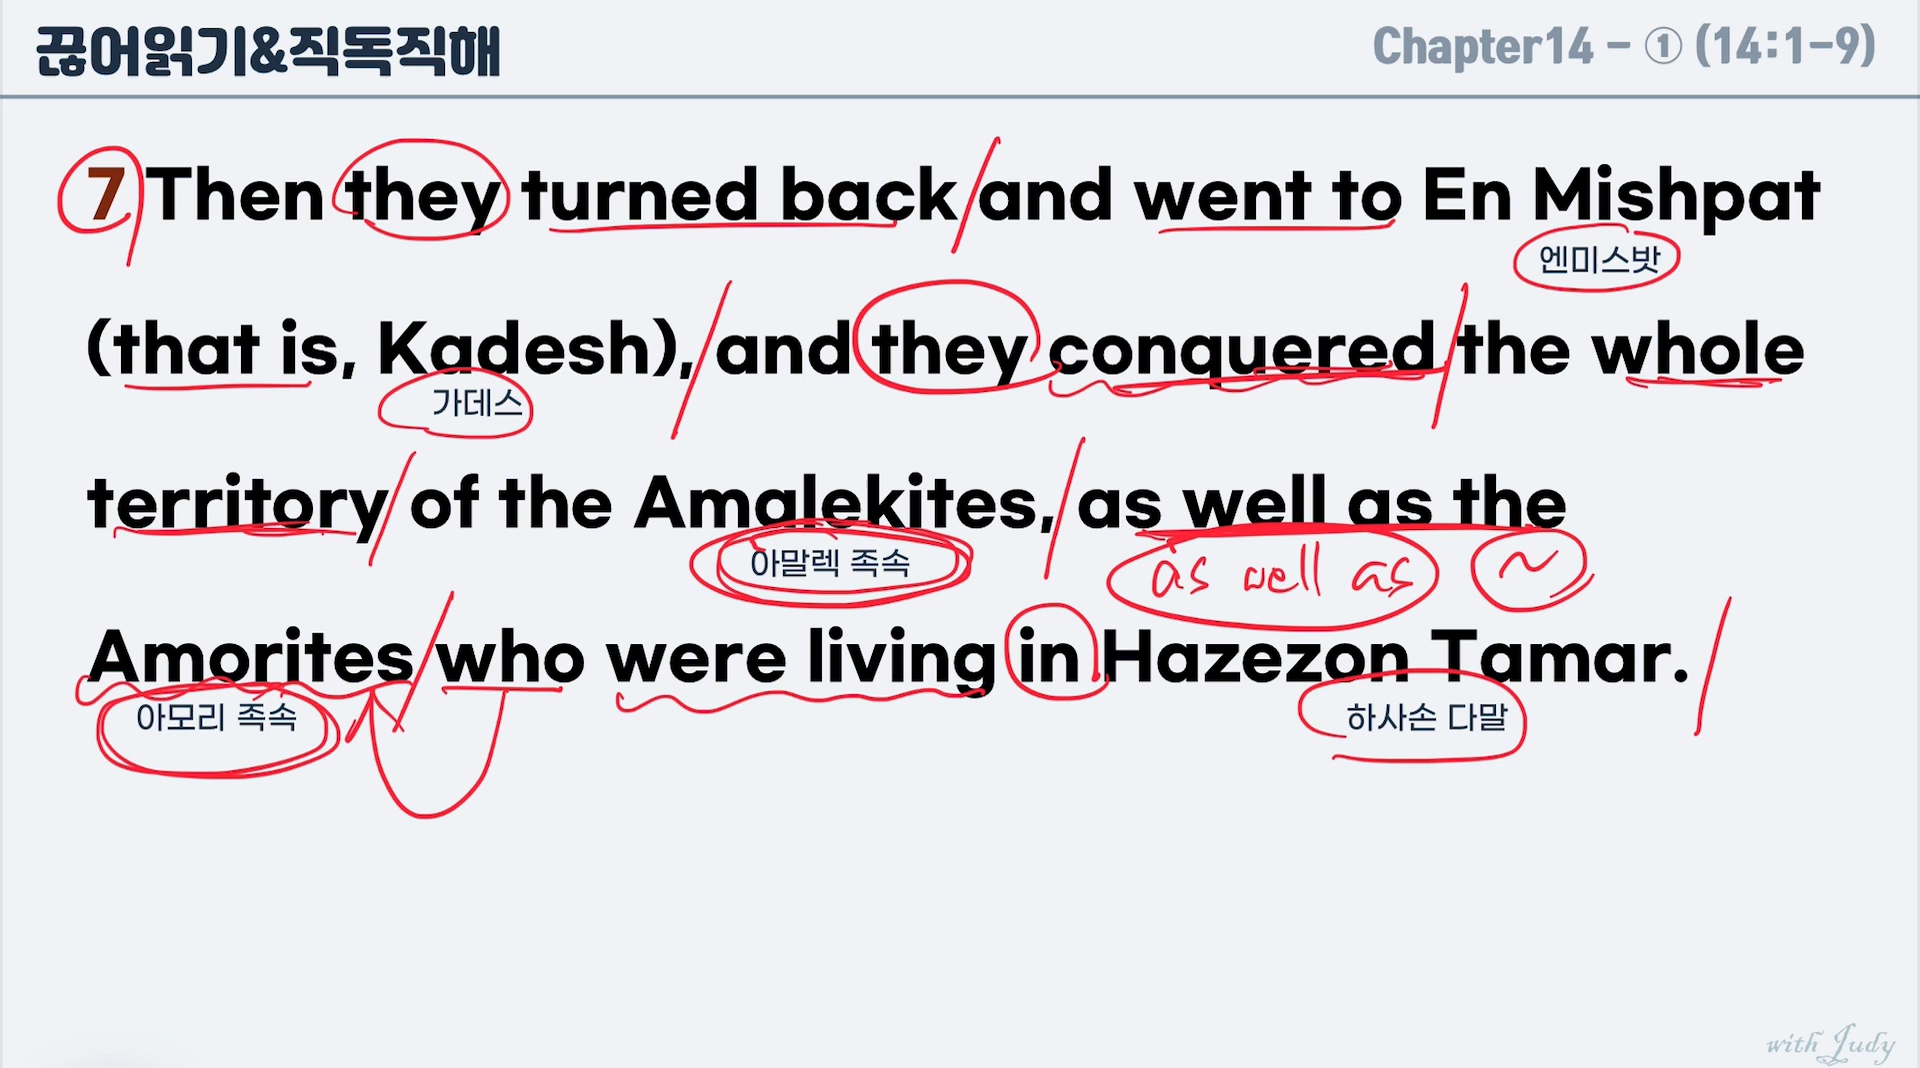 끊어읽기&직독직해
Chapter14 - ① (14:1-9)
7 Then they turned back and went to En Mishpat
엔미스밧
(that is, Kadesh), and they conquered the whole
가데스
territory of the Amalekites, as well as the
아말렉 족속
as well as ~
Amorites who were living in Hazezon Tamar.
아모리 족속
하사손 다말
with Judy